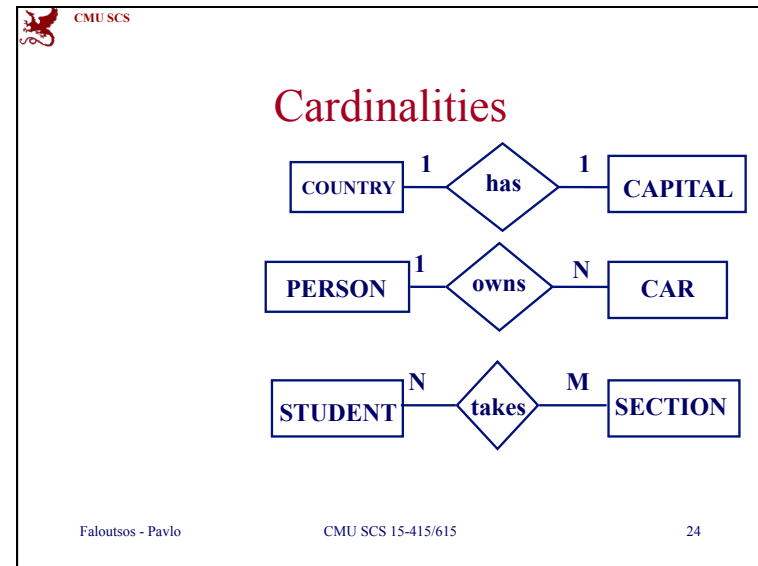 CMU SCS
Cardinalities
1 1
COUNTRY has CAPITAL
1 N
PERSON owns CAR
N M
STUDENT takes SECTION
Faloutsos - Pavlo CMU SCS 15-415/615 24